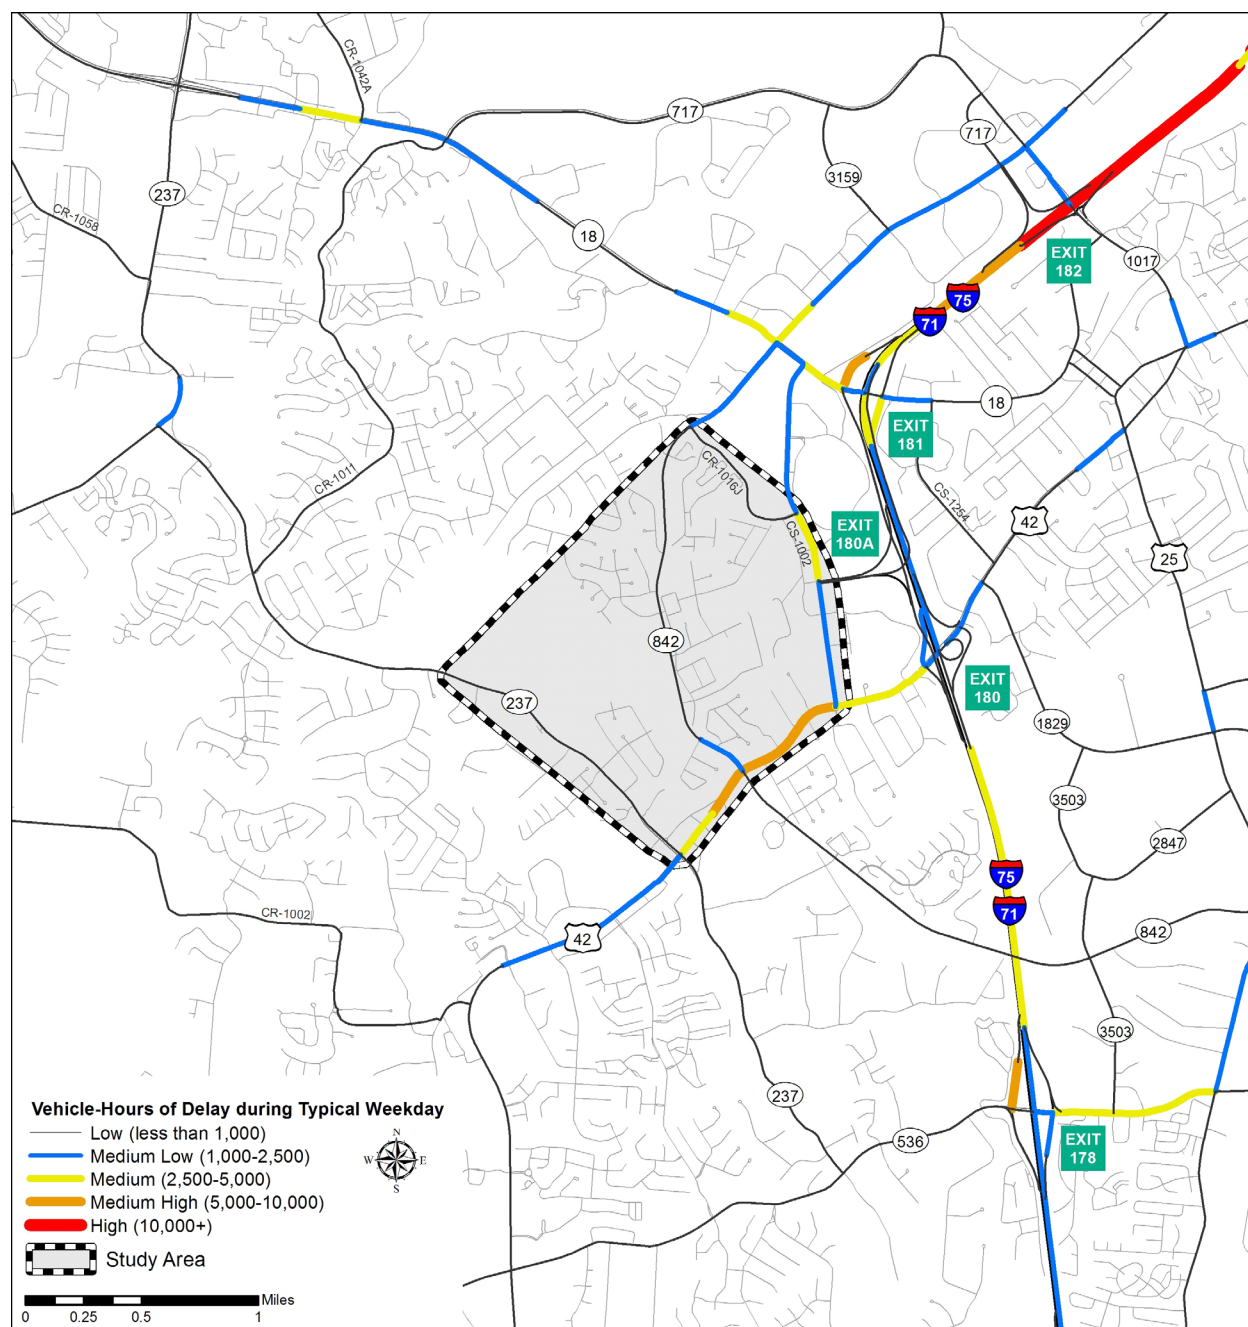 CR-1042A
717
717
3159
237
CR-1058
18
1017
EXIT
182
75
71
18
EXIT
181
CR-1011
CR-1016J
CS-1254
42
EXIT
180A
CS-1002
25
842
EXIT
180
237
1829
3503
2847
75
71
CR-1002
842
42
3503
237
536
EXIT
178
Vehicle-Hours of Delay during Typical Weekday
Low (less than 1,000)
Medium Low (1,000-2,500)
Medium (2,500-5,000)
Medium High (5,000-10,000)
High (10,000+)
Study Area
N
W E
S
Miles
0 0.25 0.5 1